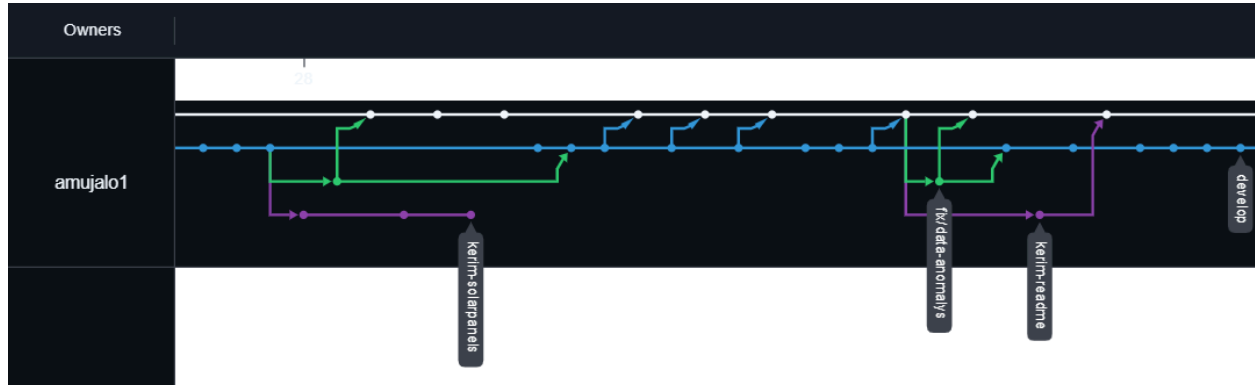 Owners
28
amujalo1
kerim-solarpanels
fix/data-anomalys
kerim-readme
develop